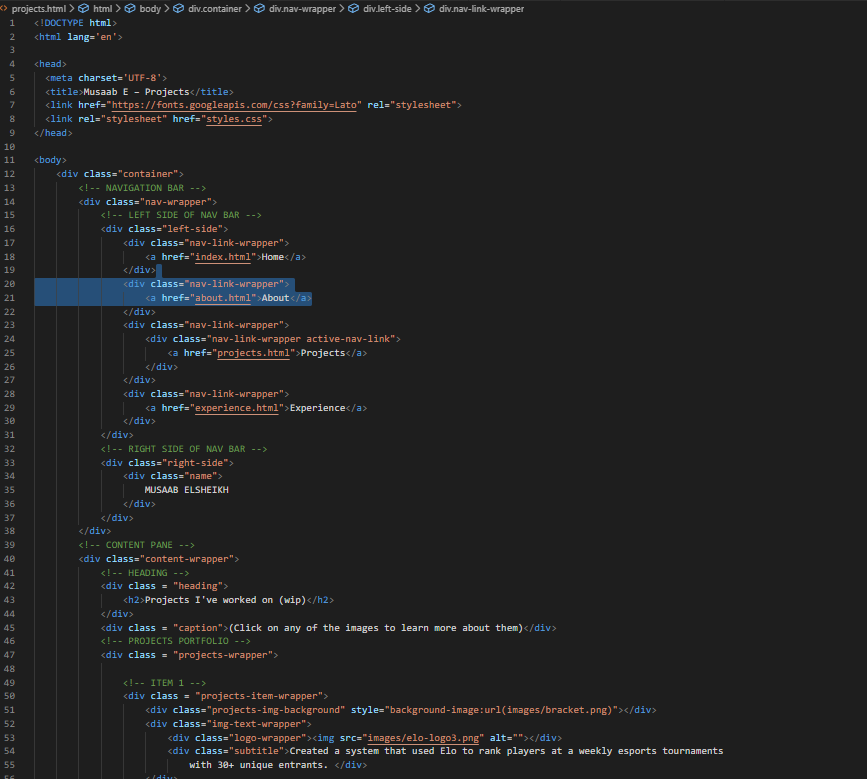 projects.html > html > body > div.container > div.nav-wrapper > div.left-side > div.nav-link-wrapper
1 <!DOCTYPE html>
2 <html lang='en'>
3
4 <head>
5 <meta charset='UTF-8'>
6 <title>Musaab E – Projects</title>
7 <link href="https://fonts.googleapis.com/css?family=Lato" rel="stylesheet">
8 <link rel="stylesheet" href="styles.css">
9 </head>
10
11 <body>
12 <div class="container">
13 <!-- NAVIGATION BAR -->
14 <div class="nav-wrapper">
15 <!-- LEFT SIDE OF NAV BAR -->
16 <div class="left-side">
17 <div class="nav-link-wrapper">
18 <a href="index.html">Home</a>
19 </div>
20 <div class="nav-link-wrapper">
21 <a href="about.html">About</a>
22 </div>
23 <div class="nav-link-wrapper">
24 <div class="nav-link-wrapper active-nav-link">
25 <a href="projects.html">Projects</a>
26 </div>
27 </div>
28 <div class="nav-link-wrapper">
29 <a href="experience.html">Experience</a>
30 </div>
31 </div>
32 <!-- RIGHT SIDE OF NAV BAR -->
33 <div class="right-side">
34 <div class="name">
35 MUSAAB ELSHEIKH
36 </div>
37 </div>
38 </div>
39 <!-- CONTENT PANE -->
40 <div class="content-wrapper">
41 <!-- HEADING -->
42 <div class = "heading">
43 <h2>Projects I've worked on (wip)</h2>
44 </div>
45 <div class = "caption">(Click on any of the images to learn more about them)</div>
46 <!-- PROJECTS PORTFOLIO -->
47 <div class = "projects-wrapper">
48
49 <!-- ITEM 1 -->
50 <div class = "projects-item-wrapper">
51 <div class="projects-img-background" style="background-image:url(images/bracket.png)"></div>
52 <div class="img-text-wrapper">
53 <div class="logo-wrapper"><img src="images/elo-logo3.png" alt=""></div>
54 <div class="subtitle">Created a system that used Elo to rank players at a weekly esports tournaments
55 with 30+ unique entrants. </div>
</div>